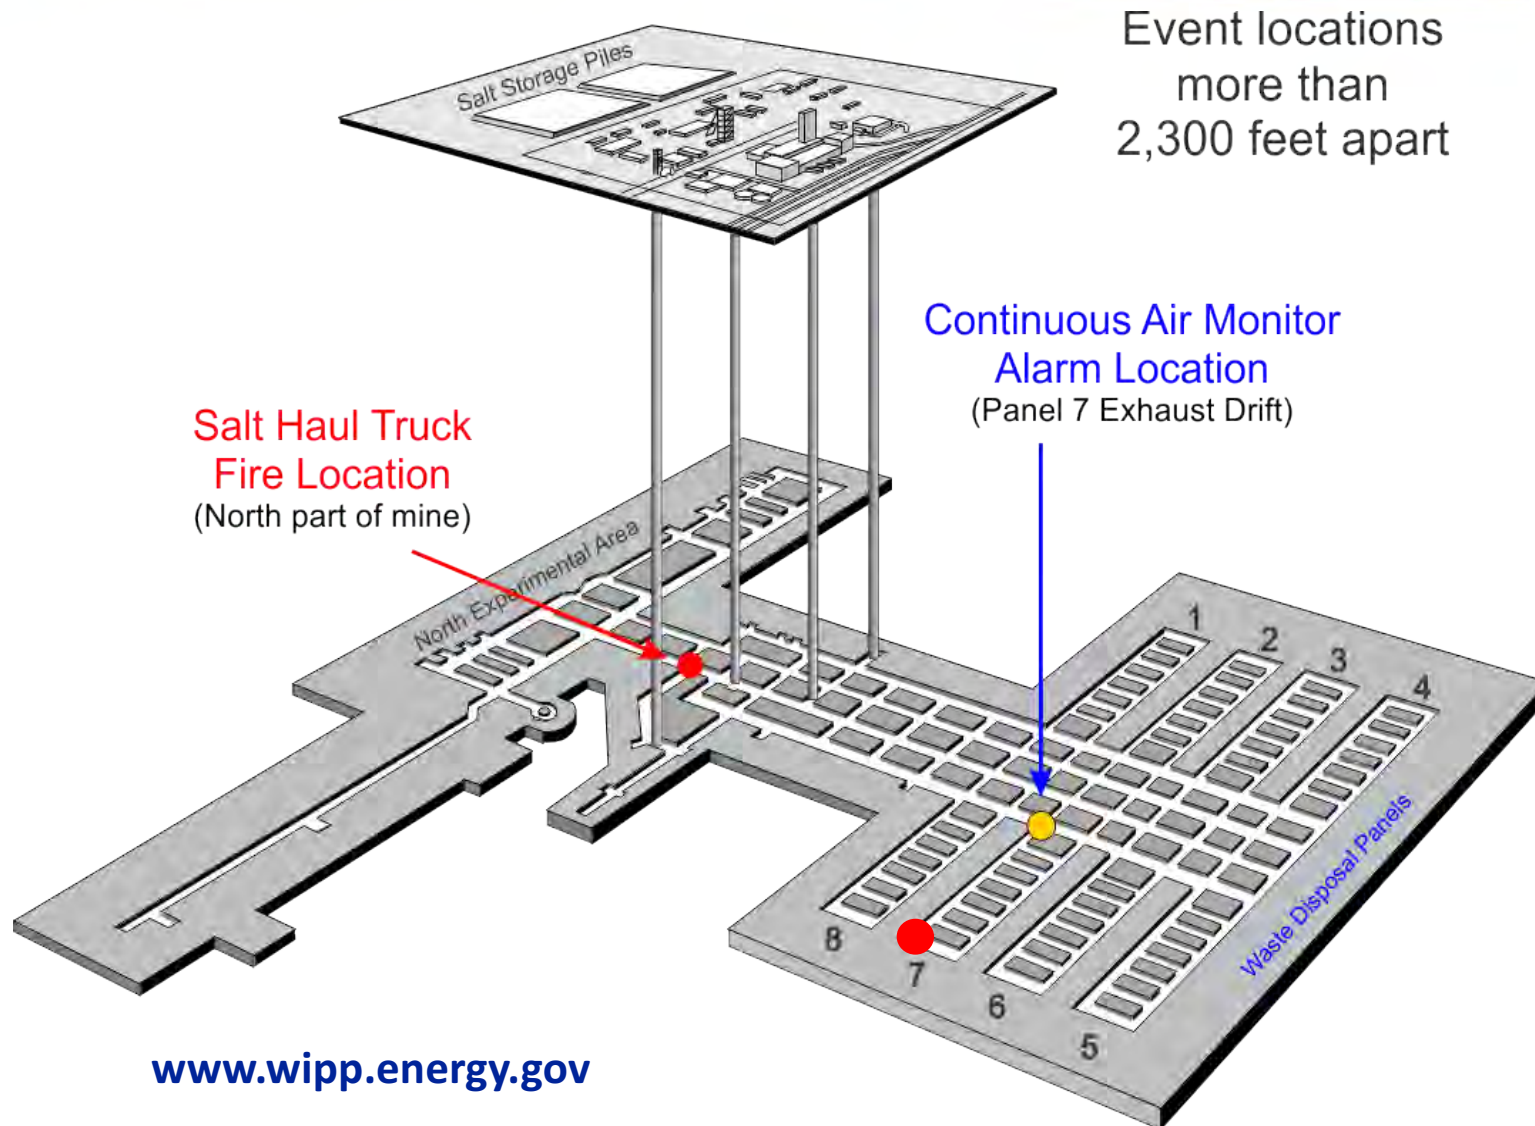 Event locations
more than
2,300 feet apart
Salt Storage Piles
Continuous Air Monitor
Alarm Location
(Panel 7 Exhaust Drift)
Salt Haul Truck
Fire Location
(North part of mine)
North Experimental Area
1
2
3
4
8
7
6
5
Waste Disposal Panels
www.wipp.energy.gov